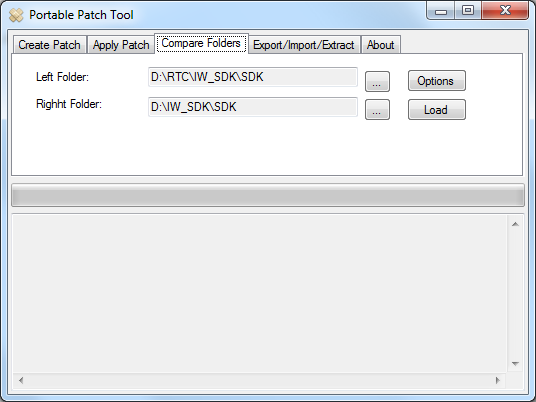 Portable Patch Tool
Create Patch Apply Patch Compare Folders Export/Import/Extract About
Left Folder: D:\RTC\IW_SDK\SDK ... Options
Righht Folder: D:\IW_SDK\SDK ... Load